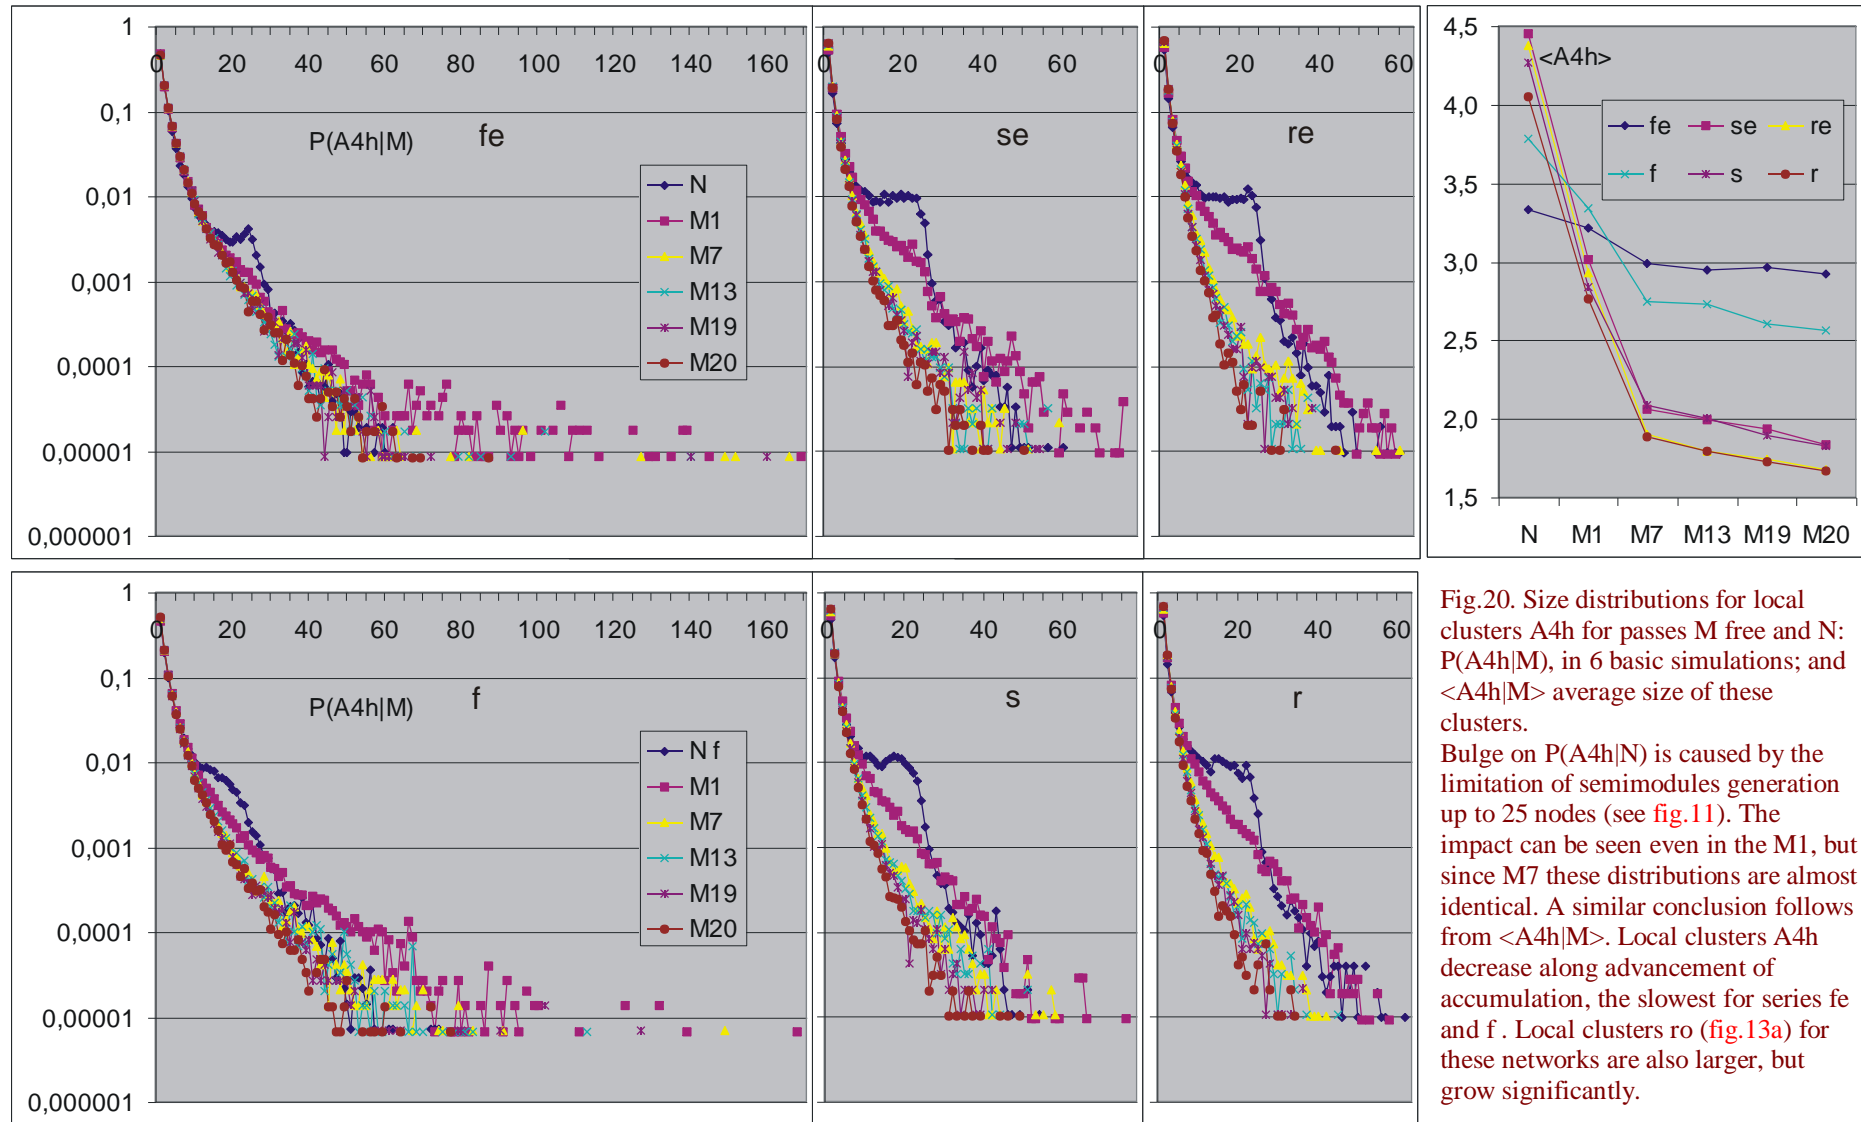 1
0,1
0,01
0,001
0,0001
0,00001
0,000001
0 20 40 60 80 100 120 140 160
P(A4h|M) fe
N
M1
M7
M13
M19
M20
0 20 40 60
se
0 20 40 60
re
4,5
4,0
3,5
3,0
2,5
2,0
1,5
<A4h>
fe se re
f s r
N M1 M7 M13 M19 M20
1
0,1
0,01
0,001
0,0001
0,00001
0,000001
0 20 40 60 80 100 120 140 160
P(A4h|M) f
N f
M1
M7
M13
M19
M20
0 20 40 60
s
0 20 40 60
r
Fig.20. Size distributions for local
clusters A4h for passes M free and N:
P(A4h|M), in 6 basic simulations; and
<A4h|M> average size of these
clusters.
Bulge on P(A4h|N) is caused by the
limitation of semimodules generation
up to 25 nodes (see fig.11). The
impact can be seen even in the M1, but
since M7 these distributions are almost
identical. A similar conclusion follows
from <A4h|M>. Local clusters A4h
decrease along advancement of
accumulation, the slowest for series fe
and f . Local clusters ro (fig.13a) for
these networks are also larger, but
grow significantly.